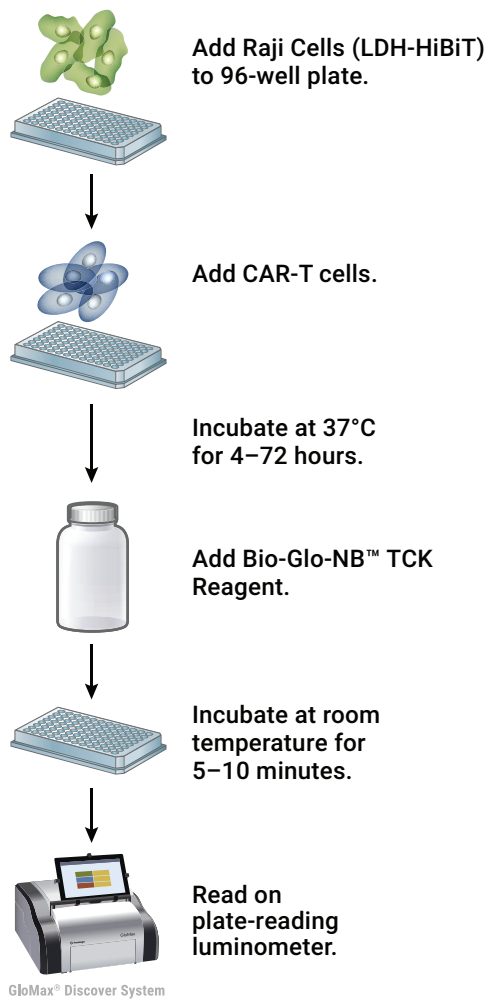 Add Raji Cells (LDH-HiBiT)
to 96-well plate.
Add CAR-T cells.
Incubate at 37°C
for 4–72 hours.
Add Bio-Glo-NB™ TCK
Reagent.
Incubate at room
temperature for
5–10 minutes.
Read on
plate-reading
luminometer.
GloMax® Discover System